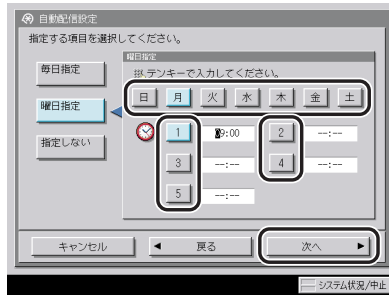 自動配信設定
指定する項目を選択してください。
毎日指定
曜日指定
指定しない
曜日指定
テンキーで入力してください。
日 月 火 水 木 金 土
1 9:00 2 --:--
3 --:-- 4 --:--
5 --:--
キャンセル ◀ 戻る 次へ ▶
システム状況/中止